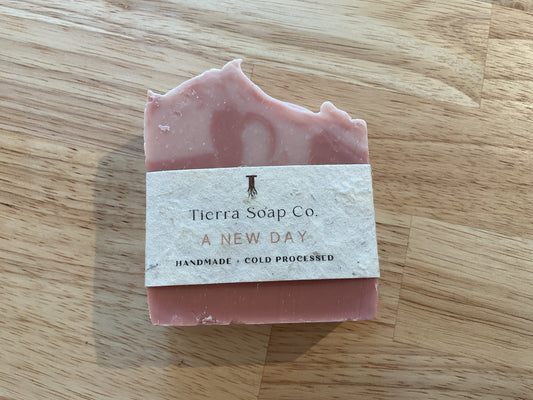 Tierra Soap Co.
A NEW DAY
HANDMADE - COLD PROCESSED